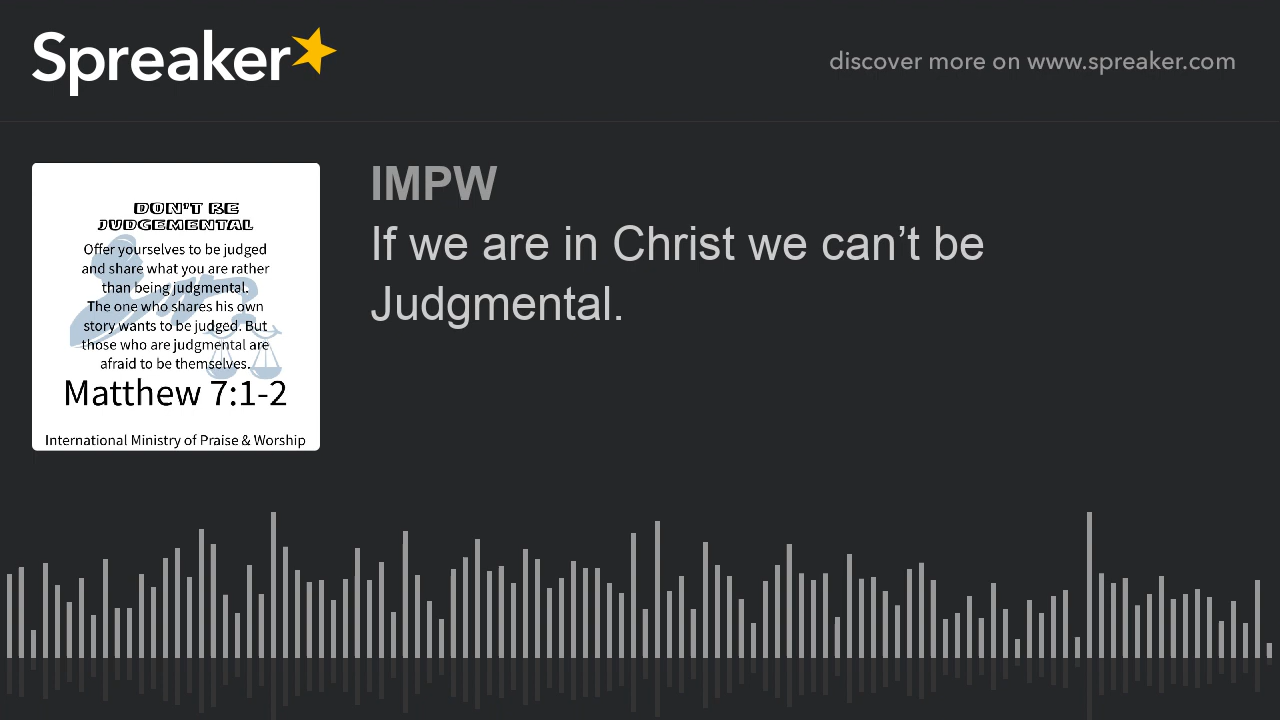 Spreaker
discover more on www.spreaker.com
IMPW
If we are in Christ we can’t be
Judgmental.
DON'T BE
JUDGEMENTAL
Offer yourselves to be judged
and share what you are rather
than being judgmental.
The one who shares his own
story wants to be judged. But
those who are judgmental are
afraid to be themselves.
Matthew 7:1-2
International Ministry of Praise & Worship